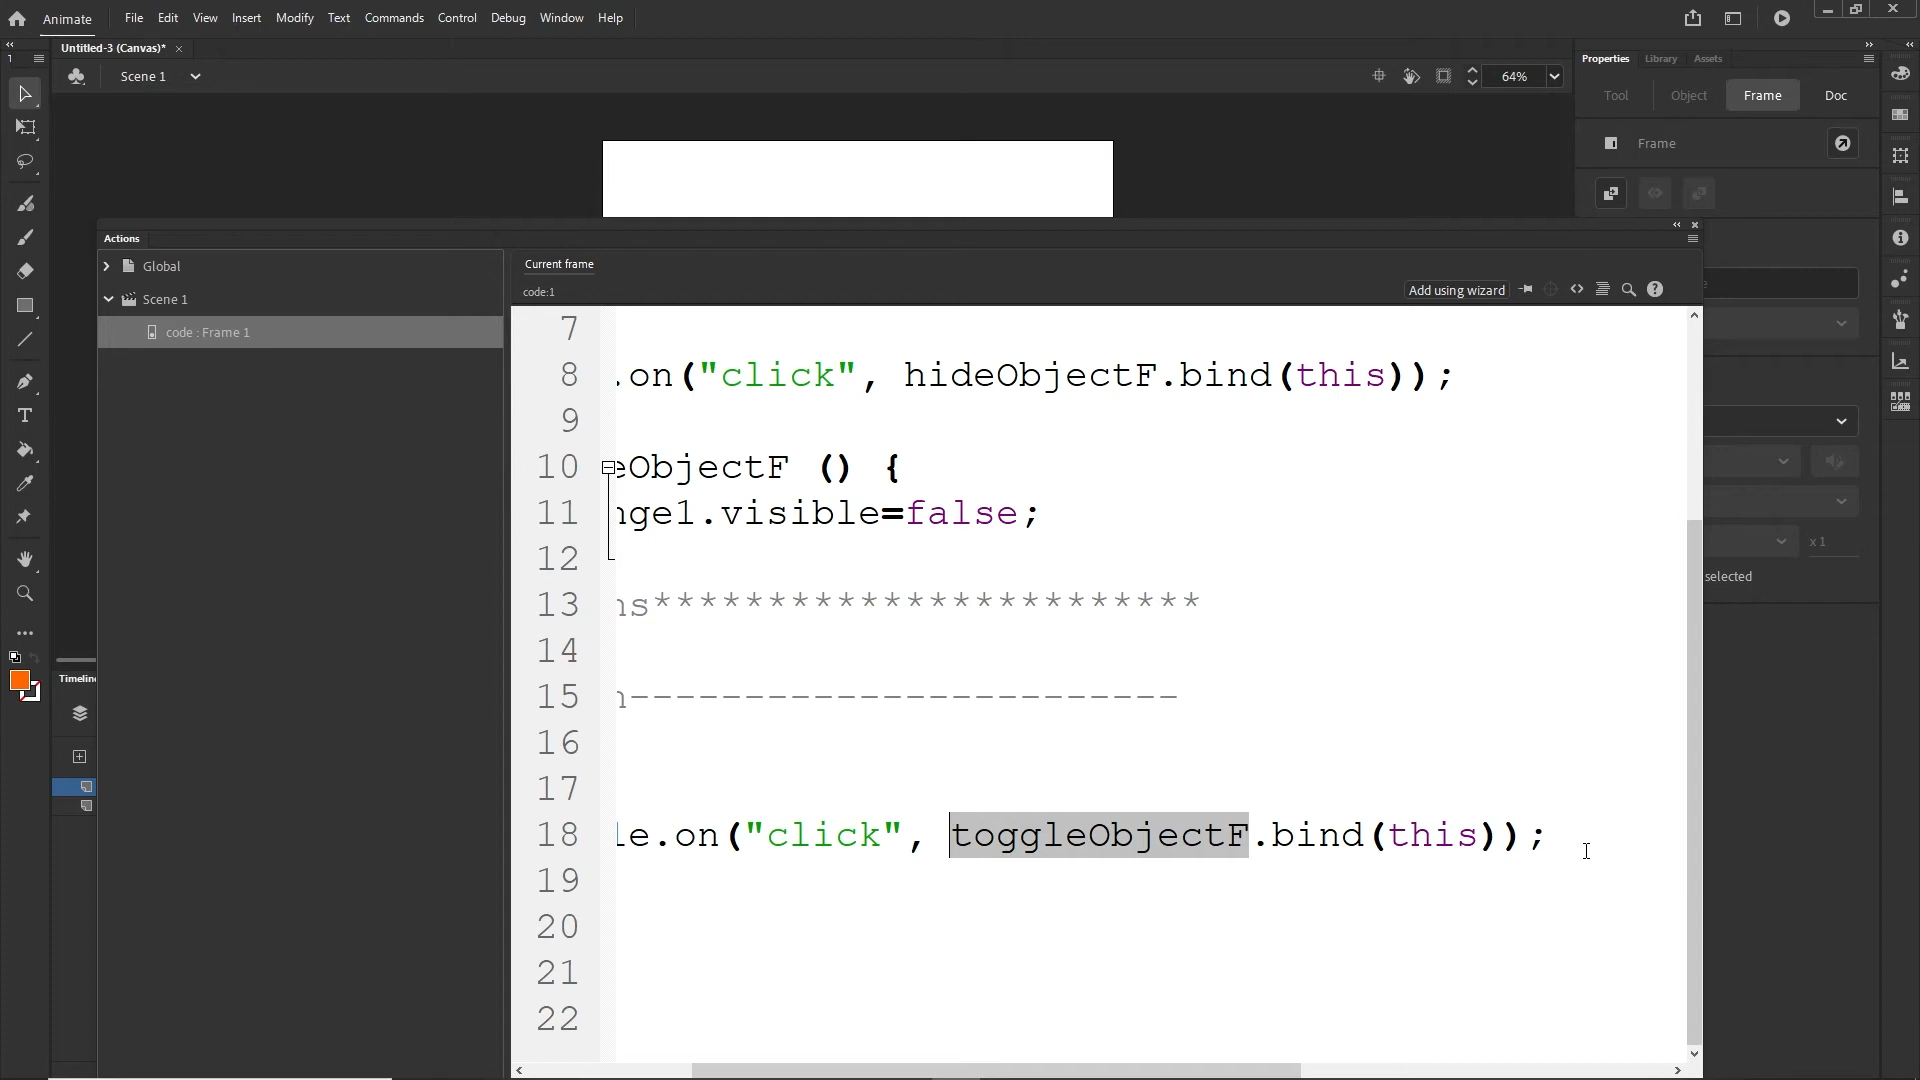 Animate File Edit View Insert Modify Text Commands Control Debug Window Help
Untitled-3 (Canvas)* ×
Scene 1
64%
Properties Library Assets
Tool Object Frame Doc
Frame
Actions
Global
Scene 1
code : Frame 1
Current frame
code:1
Add using wizard
7
8 .on("click", hideObjectF.bind(this));
9
10 eObjectF () {
11 nge1.visible=false;
12
13 ns************************
14
15 n------------------------
16
17
18 le.on("click", toggleObjectF.bind(this));
19
20
21
22
x 1
selected
Timeline